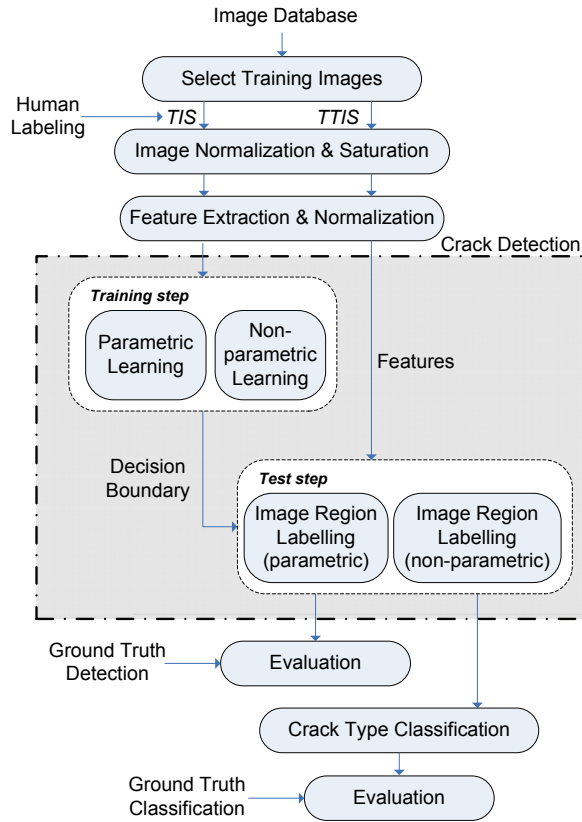 Image Database
Select Training Images
Human
Labeling
TIS
TTIS
Image Normalization & Saturation
Feature Extraction & Normalization
Crack Detection
Training step
Parametric
Learning
Non-
parametric
Learning
Features
Decision
Boundary
Test step
Image Region
Labelling
(parametric)
Image Region
Labelling
(non-parametric)
Ground Truth
Detection
Evaluation
Crack Type Classification
Ground Truth
Classification
Evaluation